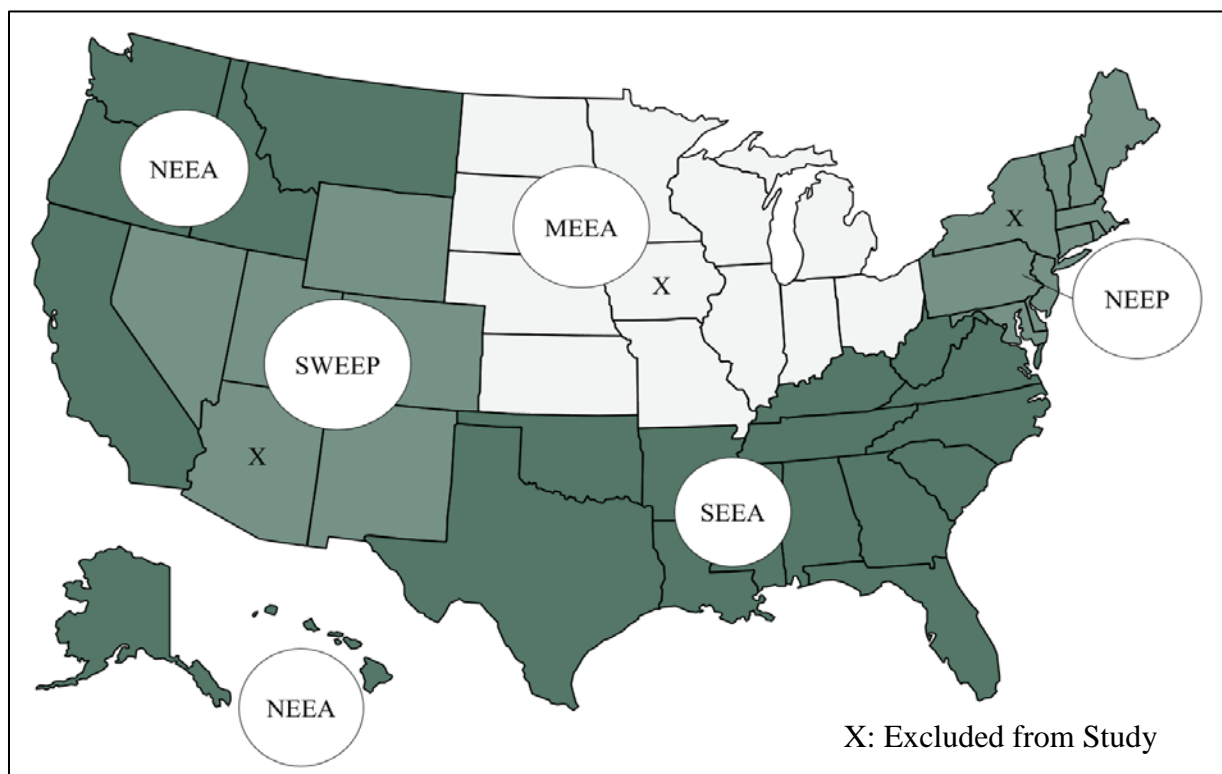 NEEA
MEEA
X
X
NEEP
SWEEP
X
SEEA
NEEA
X: Excluded from Study